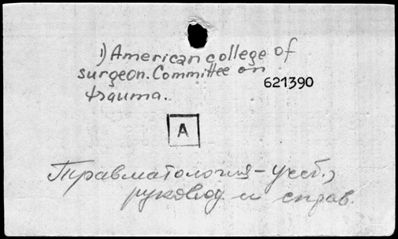 1) American college of
surgeon. Committee on
trauma.
621390
A
Травматология - учеб.,
руковод и справ.